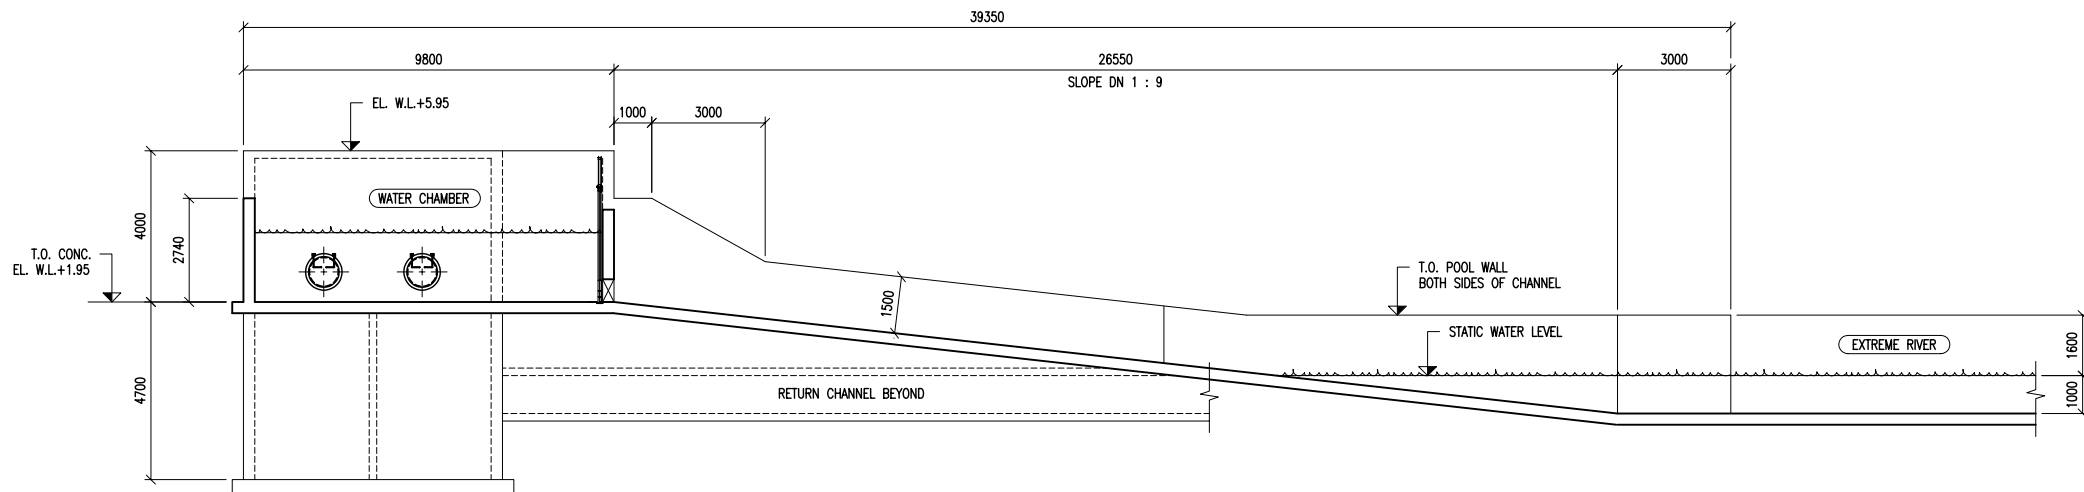 39350
9800
26550
3000
SLOPE DN 1 : 9
EL. W.L.+5.95
1000
3000
WATER CHAMBER
4000
2740
T.O. CONC.
EL. W.L.+1.95
1500
T.O. POOL WALL
BOTH SIDES OF CHANNEL
STATIC WATER LEVEL
EXTREME RIVER
1600
1000
RETURN CHANNEL BEYOND
4700